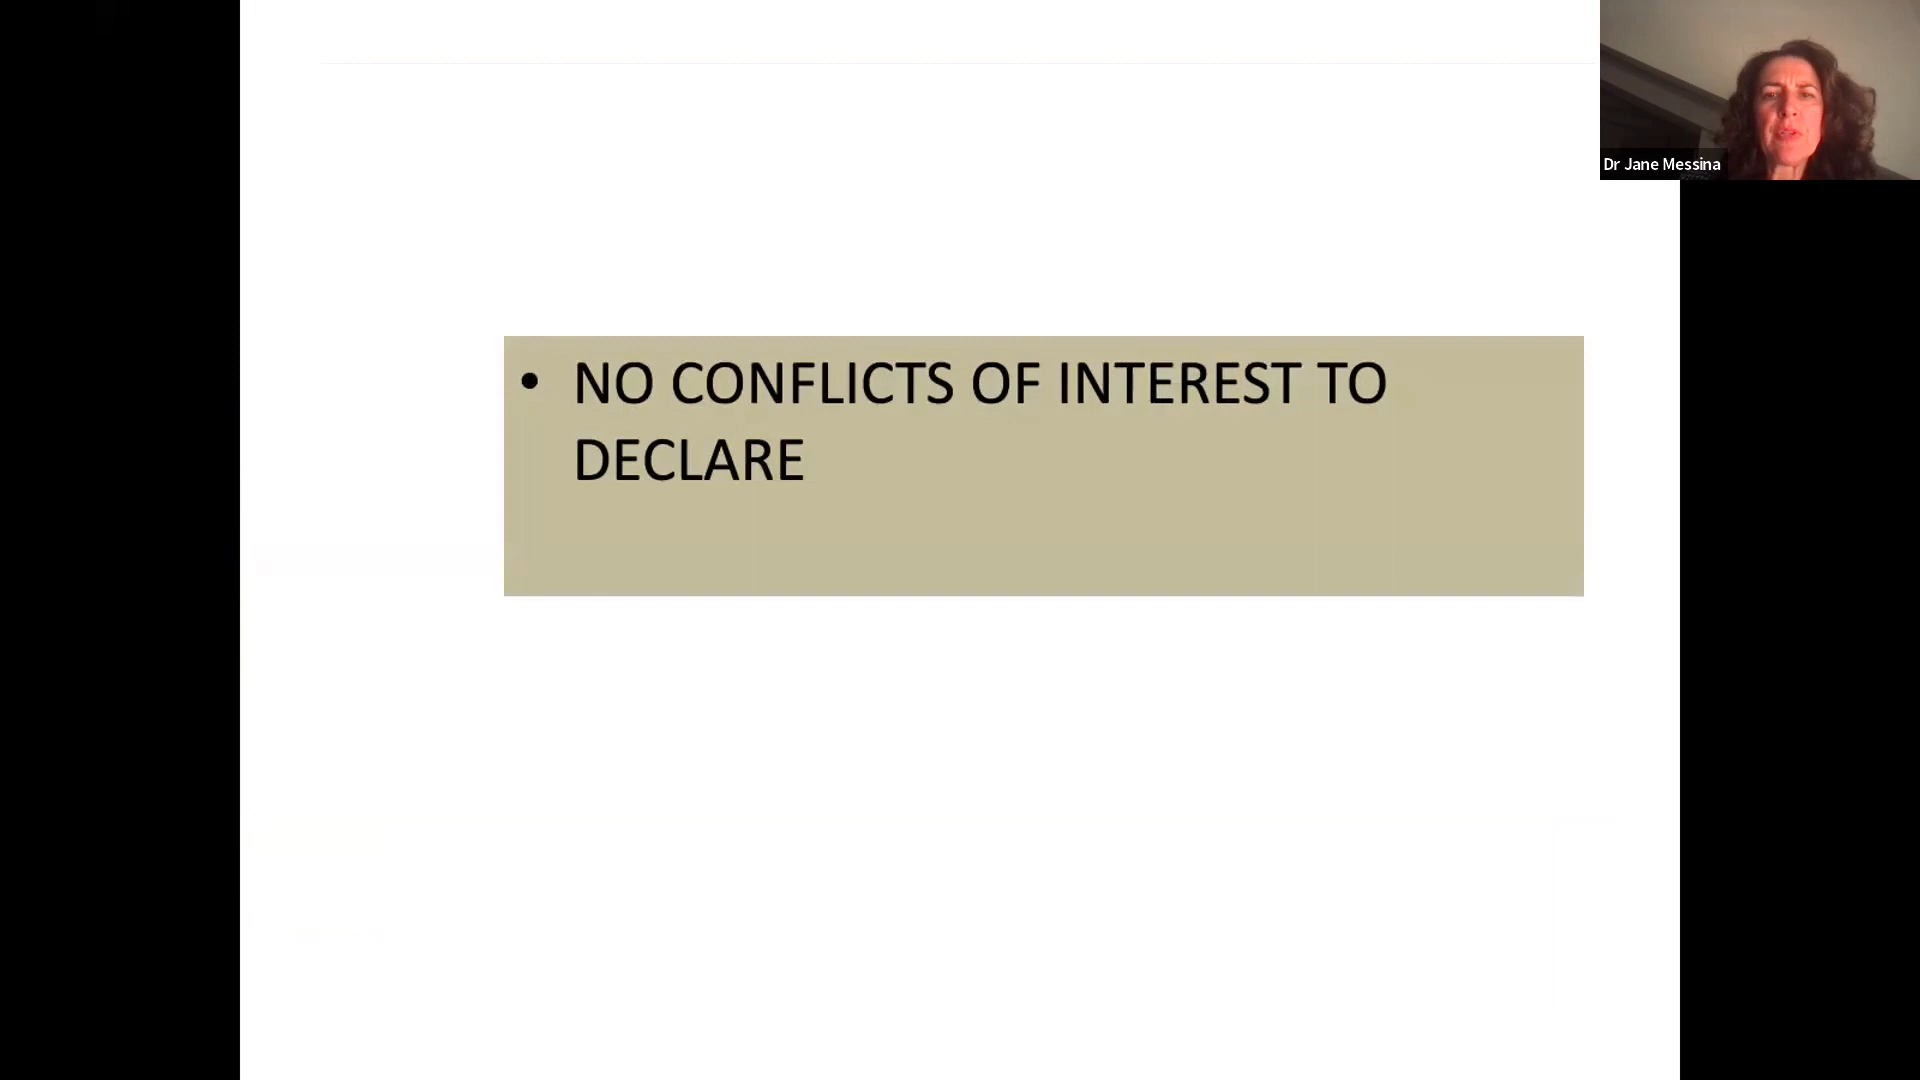 • NO CONFLICTS OF INTEREST TO
DECLARE
Dr Jane Messina